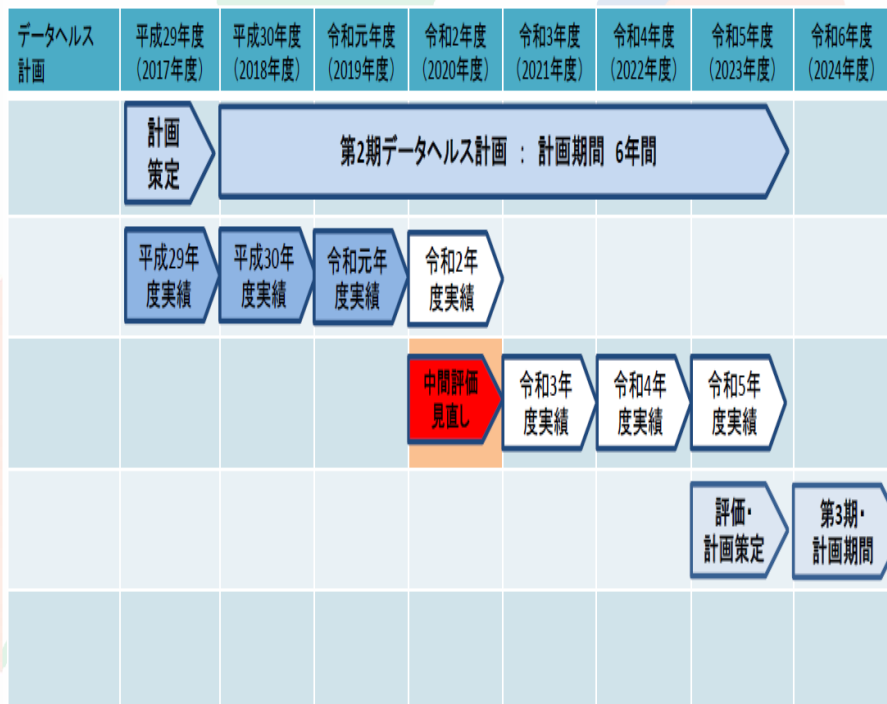 データヘルス
計画
平成29年度
(2017年度)
平成30年度
(2018年度)
令和元年度
(2019年度)
令和2年度
(2020年度)
令和3年度
(2021年度)
令和4年度
(2022年度)
令和5年度
(2023年度)
令和6年度
(2024年度)
計画
策定
第2期データヘルス計画 : 計画期間 6年間
平成29年
度実績
平成30年
度実績
令和元年
度実績
令和2年
度実績
中間評価
見直し
令和3年
度実績
令和4年
度実績
令和5年
度実績
評価・
計画策定
第3期・
計画期間